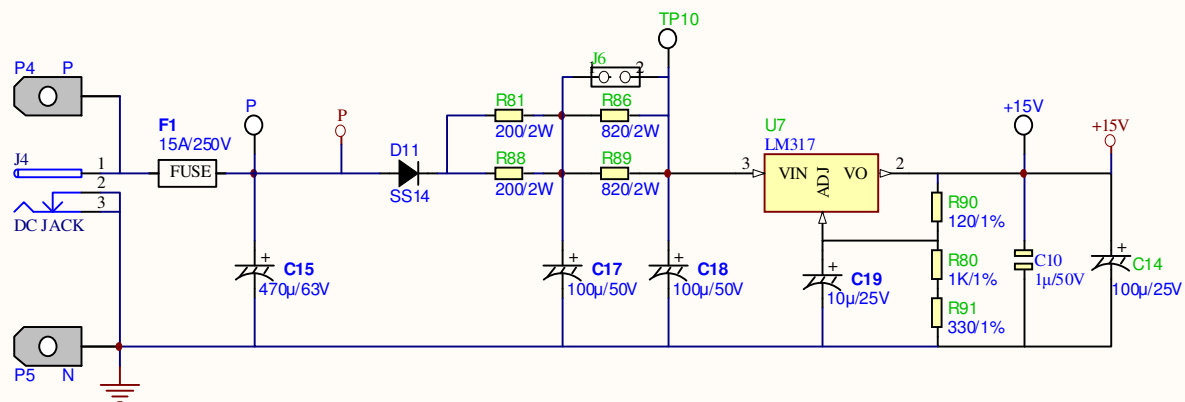 TP10
P4 P
J6
1 2
P
P
R81
200/2W
R86
820/2W
+15V
+15V
F1
15A/250V
U7
LM317
J4
1
FUSE
D11
SS14
R88
200/2W
R89
820/2W
3
VIN
ADJ
VO
2
2
3
DC JACK
R90
120/1%
+
C15
470µ/63V
+
C17
100µ/50V
+
C18
100µ/50V
+
C19
10µ/25V
R80
1K/1%
C10
1µ/50V
+
C14
100µ/25V
R91
330/1%
P5 N